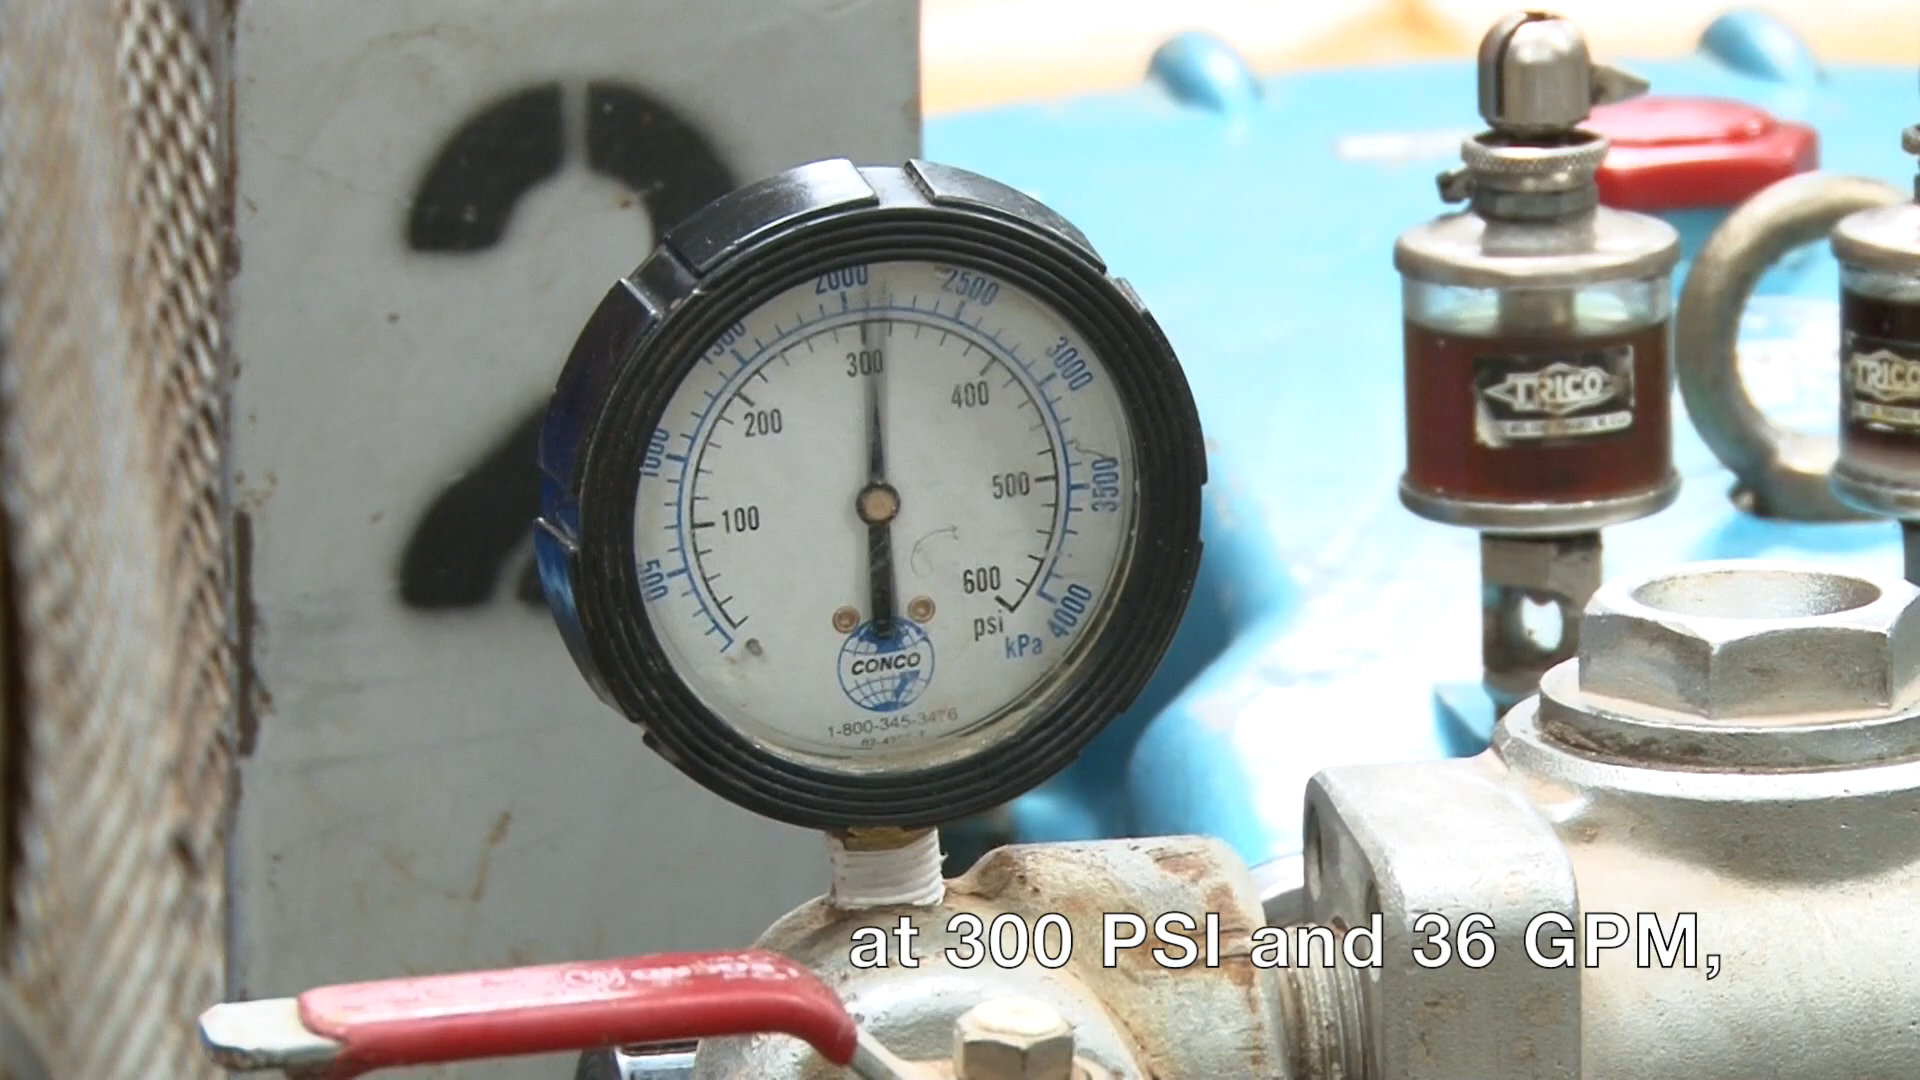 2
2000
2500
1500
3000
300
400
200
1000
500
3500
100
600
500
psi
4000
kPa
CONCO
1-800-345-3476
TRICO
TRICO
at 300 PSI and 36 GPM,